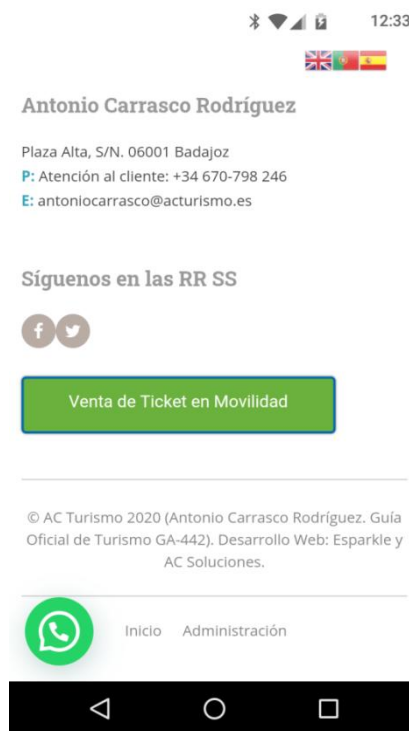 12:33
Antonio Carrasco Rodríguez
Plaza Alta, S/N. 06001 Badajoz
P: Atención al cliente: +34 670-798 246
E: antoniocarrasco@acturismo.es
Síguenos en las RR SS
Venta de Ticket en Movilidad
© AC Turismo 2020 (Antonio Carrasco Rodríguez. Guía
Oficial de Turismo GA-442). Desarrollo Web: Esparkle y
AC Soluciones.
Inicio Administración